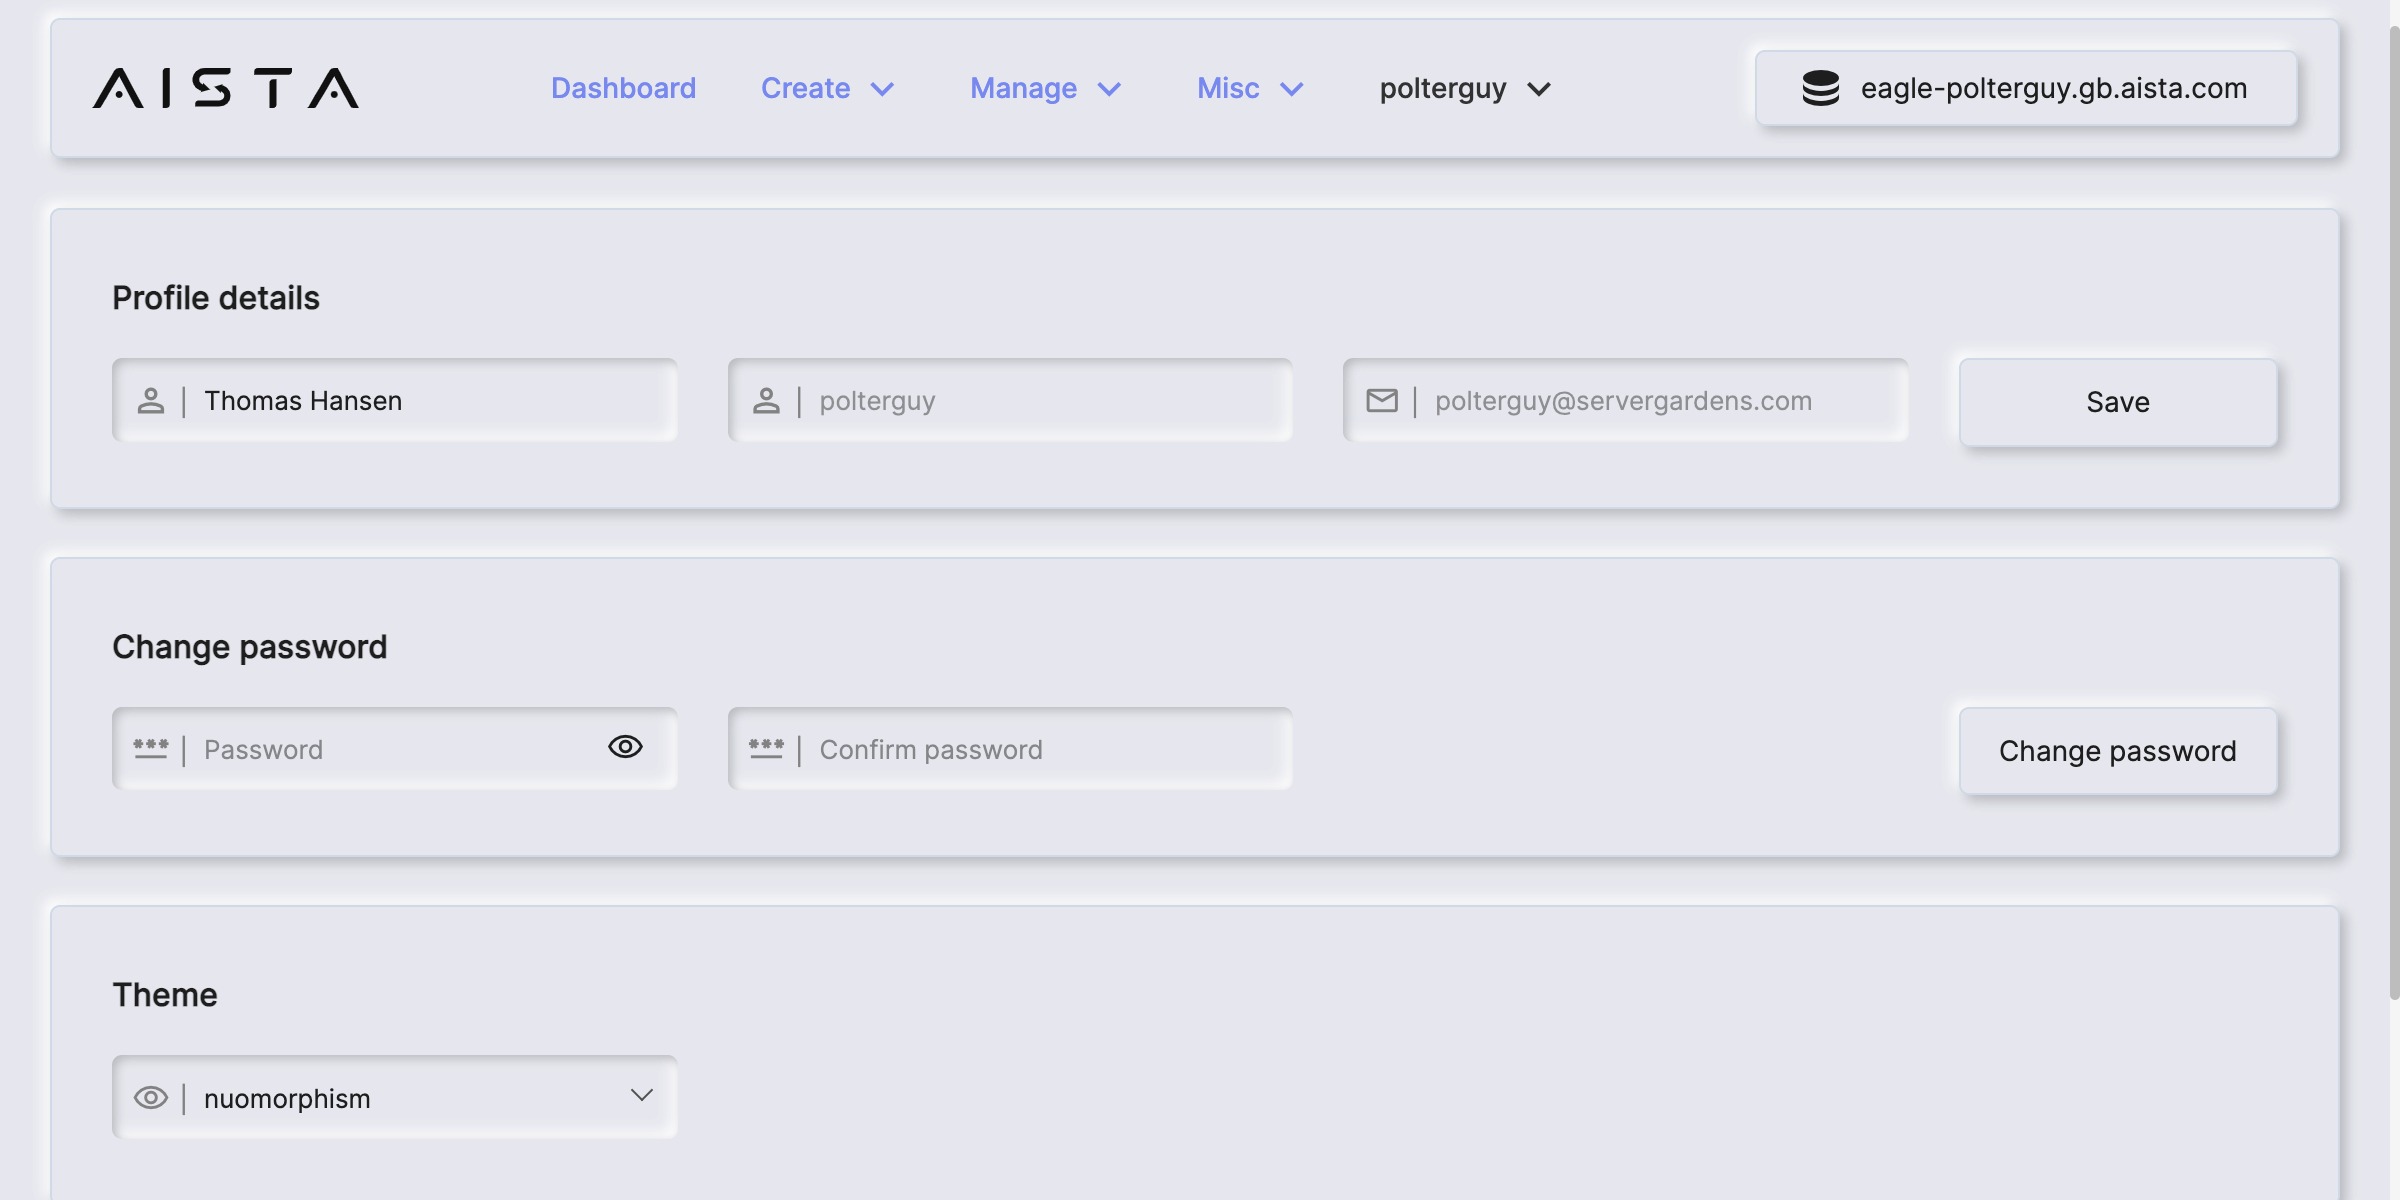 AISTA Dashboard Create Manage Misc polterguy eagle-polterguy.gb.aista.com
Profile details
Thomas Hansen polterguy polterguy@servergardens.com Save
Change password
*** Password *** Confirm password Change password
Theme
nuomorphism